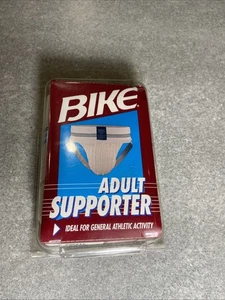 BIKE
ADULT
SUPPORTER
IDEAL FOR GENERAL ATHLETIC ACTIVITY